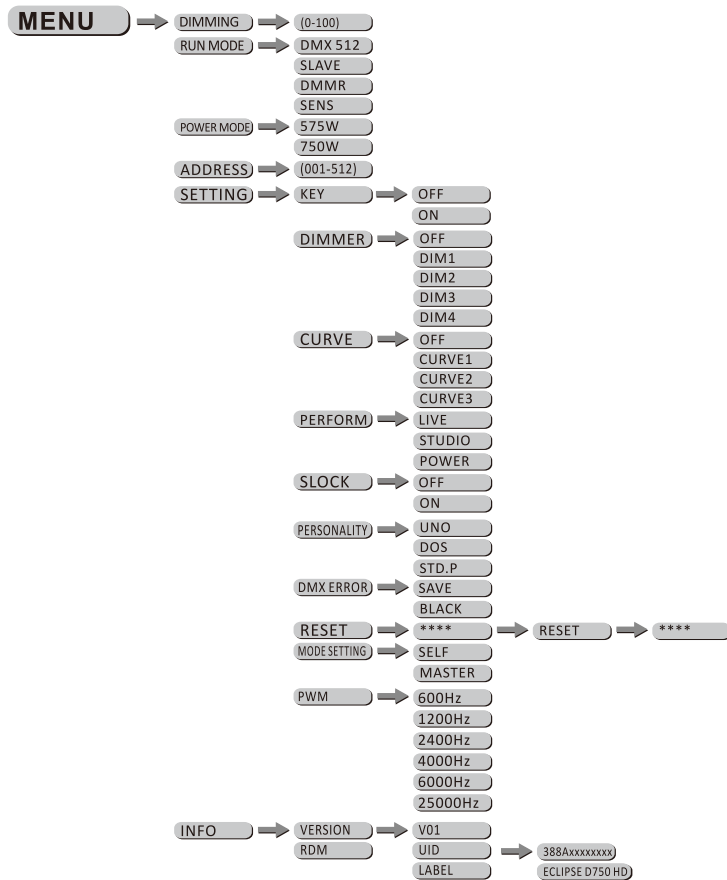 MENU DIMMING (0-100)
RUN MODE DMX 512
SLAVE
DMMR
SENS
POWER MODE 575W
750W
ADDRESS (001-512)
SETTING KEY OFF
ON
DIMMER OFF
DIM1
DIM2
DIM3
DIM4
CURVE OFF
CURVE1
CURVE2
CURVE3
PERFORM LIVE
STUDIO
POWER
SLOCK OFF
ON
PERSONALITY UNO
DOS
STD.P
DMX ERROR SAVE
BLACK
RESET **** RESET ****
MODE SETTING SELF
MASTER
PWM 600Hz
1200Hz
2400Hz
4000Hz
6000Hz
25000Hz
INFO VERSION V01
RDM UID 388Axxxxxxxx
LABEL ECLIPSE D750 HD